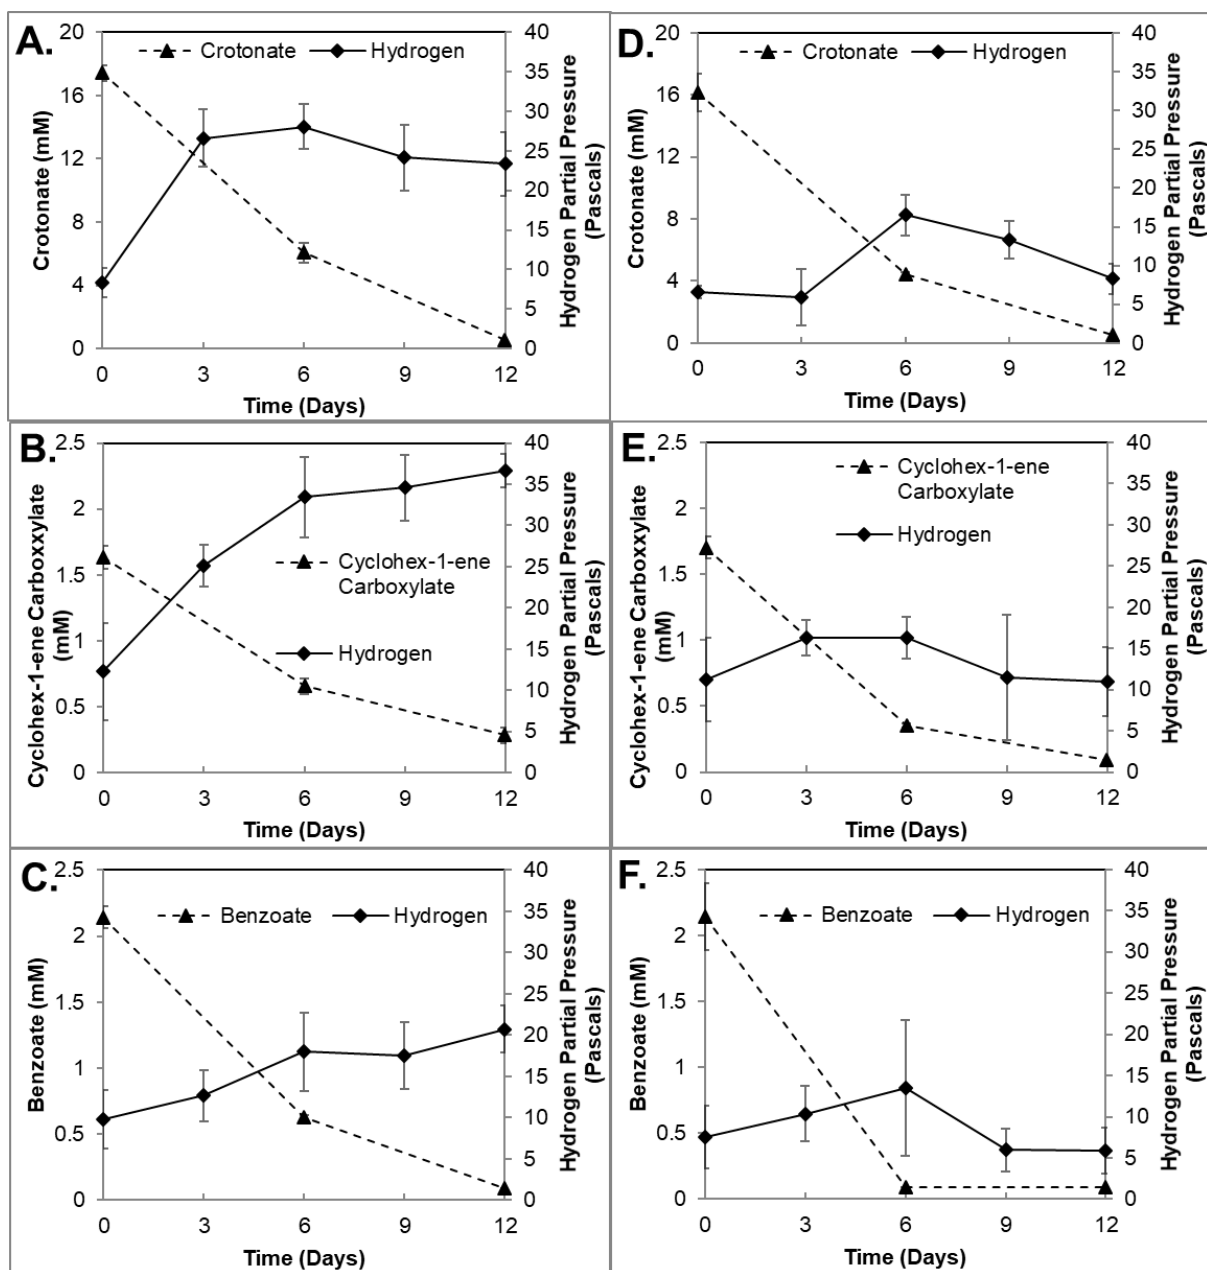 A.
Crotonate
Hydrogen
20
16
12
8
4
0
Crotonate (mM)
40
35
30
25
20
15
10
5
0
Hydrogen Partial Pressure
(Pascals)
0 3 6 9 12
Time (Days)
D.
Crotonate
Hydrogen
20
16
12
8
4
0
Crotonate (mM)
40
35
30
25
20
15
10
5
0
Hydrogen Partial Pressure
(Pascals)
0 3 6 9 12
Time (Days)
B.
2.5
2
1.5
1
0.5
0
Cyclohex-1-ene Carboxxylate
(mM)
Cyclohex-1-ene
Carboxylate
Hydrogen
40
35
30
25
20
15
10
5
0
Hydrogen Partial Pressure
(Pascals)
0 3 6 9 12
Time (Days)
E.
2.5
2
1.5
1
0.5
0
Cyclohex-1-ene Carboxxylate
(mM)
Cyclohex-1-ene
Carboxylate
Hydrogen
40
35
30
25
20
15
10
5
0
Hydrogen Partial Pressure
(Pascals)
0 3 6 9 12
Time (Days)
C.
Benzoate
Hydrogen
2.5
2
1.5
1
0.5
0
Benzoate (mM)
40
35
30
25
20
15
10
5
0
Hydrogen Partial Pressure
(Pascals)
0 3 6 9 12
Time (Days)
F.
Benzoate
Hydrogen
2.5
2
1.5
1
0.5
0
Benzoate (mM)
40
35
30
25
20
15
10
5
0
Hydrogen Partial Pressure
(Pascals)
0 3 6 9 12
Time (Days)